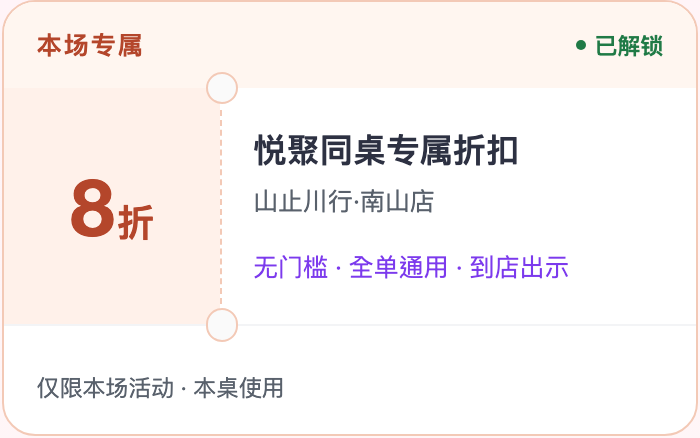 本场专属
已解锁
8折
悦聚同桌专属折扣
山止川行·南山店
无门槛 · 全单通用 · 到店出示
仅限本场活动 · 本桌使用